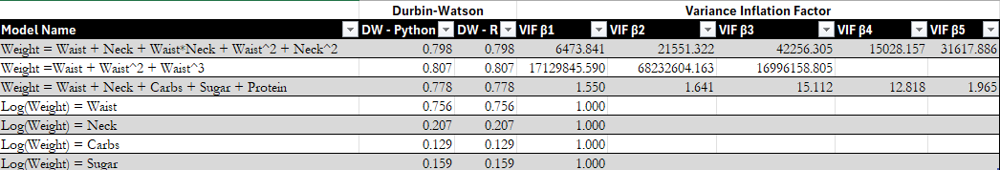 Durbin-Watson Variance Inflation Factor
Model Name DW - Python DW - R VIF β1 VIF β2 VIF β3 VIF β4 VIF β5
Weight = Waist + Neck + Waist*Neck + Waist^2 + Neck^2 0.798 0.798 6473.841 21551.322 42256.305 15028.157 31617.886
Weight =Waist + Waist^2 + Waist^3 0.807 0.807 17129845.590 68232604.163 16996158.805
Weight = Waist + Neck + Carbs + Sugar + Protein 0.778 0.778 1.550 1.641 15.112 12.818 1.965
Log(Weight) = Waist 0.756 0.756 1.000
Log(Weight) = Neck 0.207 0.207 1.000
Log(Weight) = Carbs 0.129 0.129 1.000
Log(Weight) = Sugar 0.159 0.159 1.000